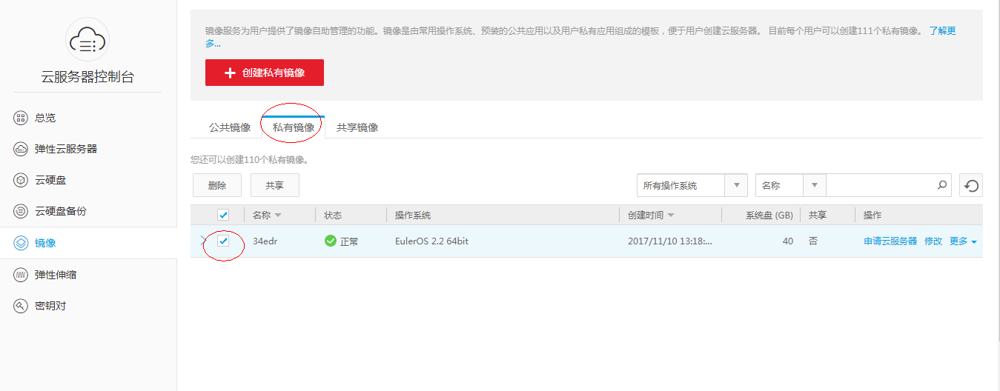 云服务器控制台
总览
弹性云服务器
云硬盘
云硬盘备份
镜像
弹性伸缩
密钥对
镜像服务为用户提供了镜像自助管理的功能。镜像是由常用操作系统、预装的公共应用以及用户私有应用组成的模板，便于用户创建云服务器。 目前每个用户可以创建111个私有镜像。 了解更
多...
创建私有镜像
公共镜像 私有镜像 共享镜像
您还可以创建110个私有镜像。
删除 共享 所有操作系统 名称
名称 状态 操作系统 创建时间 系统盘 (GB) 共享 操作
34edr 正常 EulerOS 2.2 64bit 2017/11/10 13:18:... 40 否 申请云服务器 修改 更多